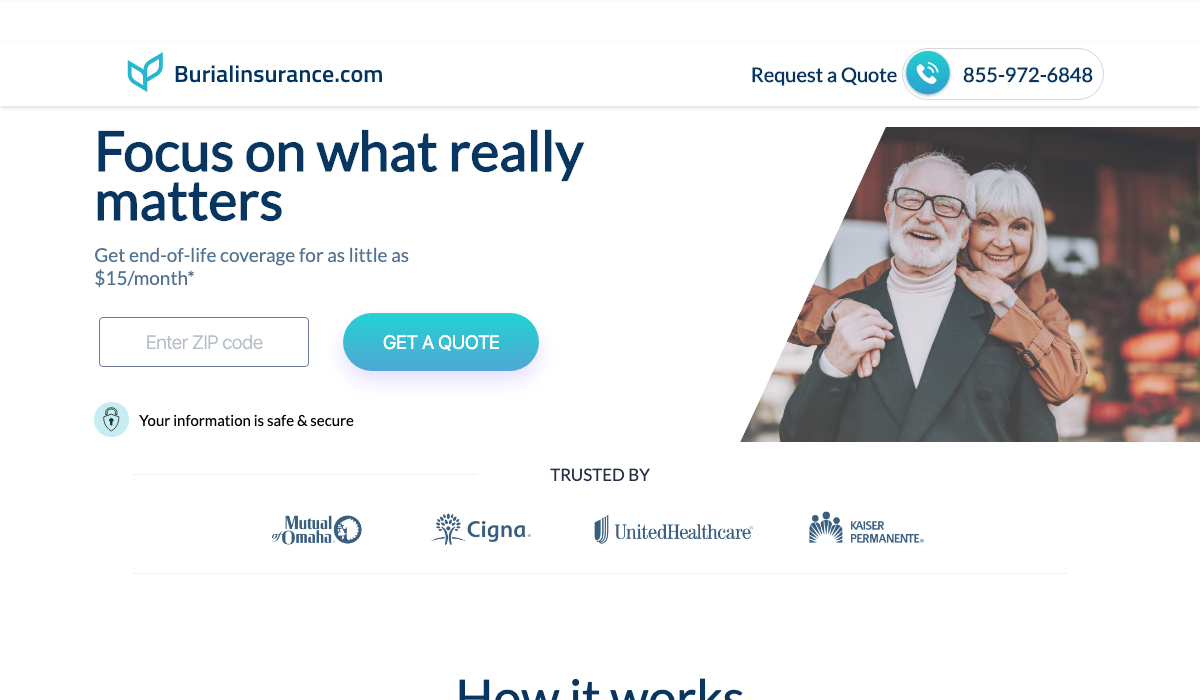 Burialinsurance.com
Request a Quote 855-972-6848
Focus on what really
matters
Get end-of-life coverage for as little as
$15/month*
Enter ZIP code
GET A QUOTE
Your information is safe & secure
TRUSTED BY
Mutual
of Omaha
Cigna
UnitedHealthcare
KAISER
PERMANENTE®
How it works